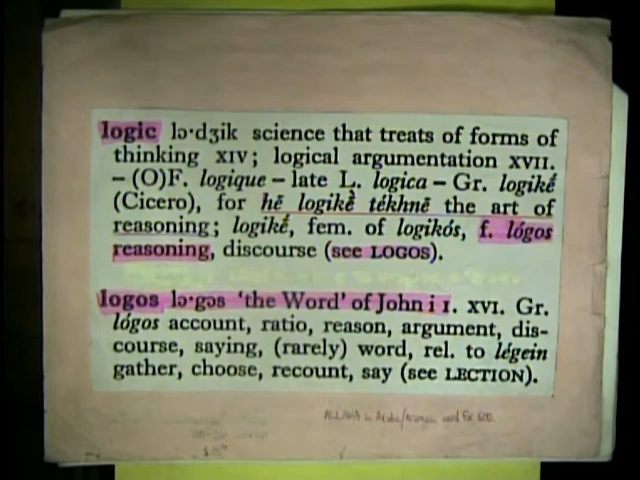 logic lɔ·dʒik science that treats of forms of
thinking XIV; logical argumentation XVII.
– (O)F. logique – late L. logica – Gr. logikḗ
(Cicero), for hē logikḕ tékhnē the art of
reasoning; logikḗ, fem. of logikós, f. lógos
reasoning, discourse (see LOGOS).
logos lɔ·gɔs ‘the Word’ of John i 1. XVI. Gr.
lógos account, ratio, reason, argument, dis-
course, saying, (rarely) word, rel. to légein
gather, choose, recount, say (see LECTION).
ALLAHA in